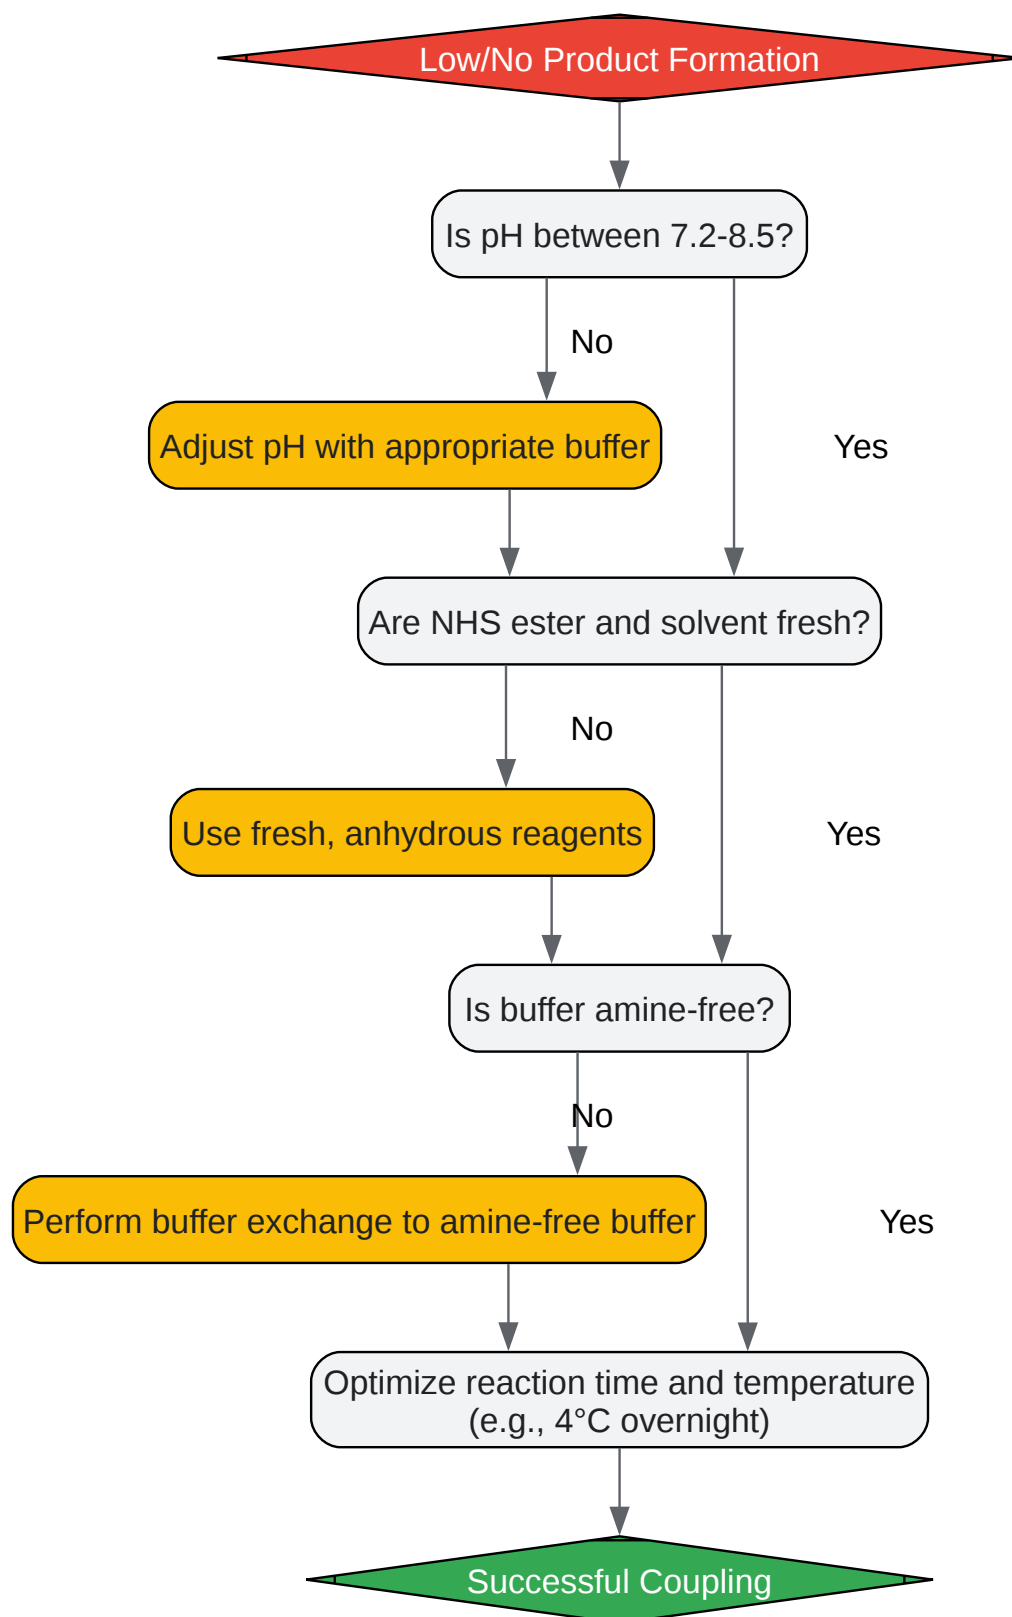 Low/No Product Formation
Is pH between 7.2-8.5?
No
Adjust pH with appropriate buffer
Yes
Are NHS ester and solvent fresh?
No
Use fresh, anhydrous reagents
Yes
Is buffer amine-free?
No
Perform buffer exchange to amine-free buffer
Yes
Optimize reaction time and temperature
(e.g., 4°C overnight)
Successful Coupling